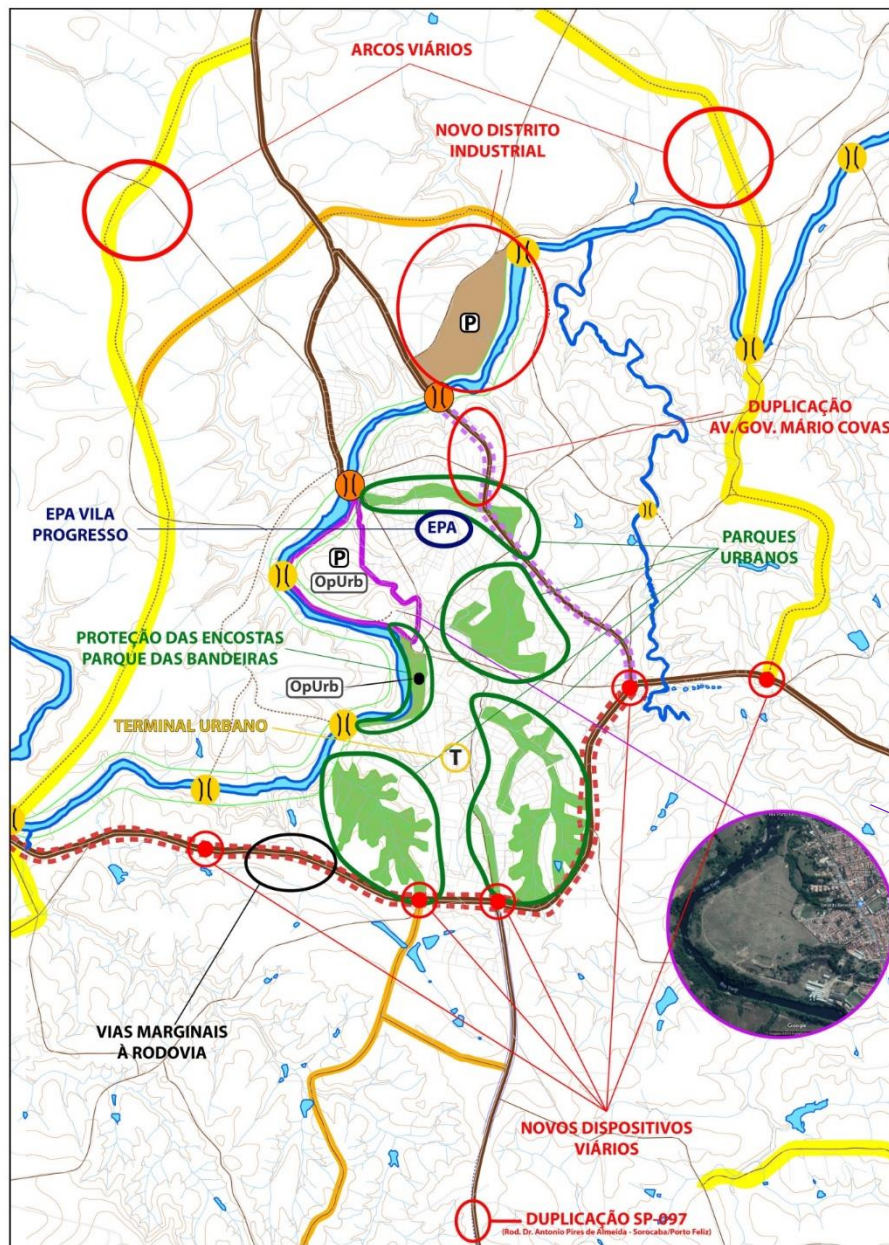 ARCOS VIÁRIOS
NOVO DISTRITO
INDUSTRIAL
P
DUPLICAÇÃO
AV. GOV. MÁRIO COVAS
EPA VILA
PROGRESSO
EPA
P
OpUrb
PARQUES
URBANOS
PROTEÇÃO DAS ENCOSTAS
PARQUE DAS BANDEIRAS
OpUrb
TERMINAL URBANO
T
Google
VIAS MARGINAIS
À RODOVIA
NOVOS DISPOSITIVOS
VIÁRIOS
DUPLICAÇÃO SP-097
(Rod. Dr. Antonio Pires de Almeida - Sorocaba/Porto Feliz)